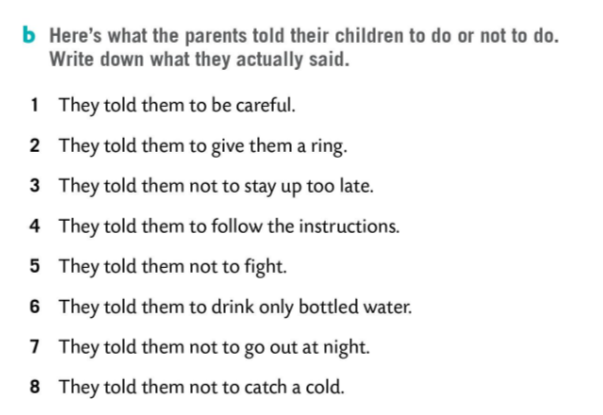 b Here's what the parents told their children to do or not to do.
Write down what they actually said.
1 They told them to be careful.
2 They told them to give them a ring.
3 They told them not to stay up too late.
4 They told them to follow the instructions.
5 They told them not to fight.
6 They told them to drink only bottled water.
7 They told them not to go out at night.
8 They told them not to catch a cold.